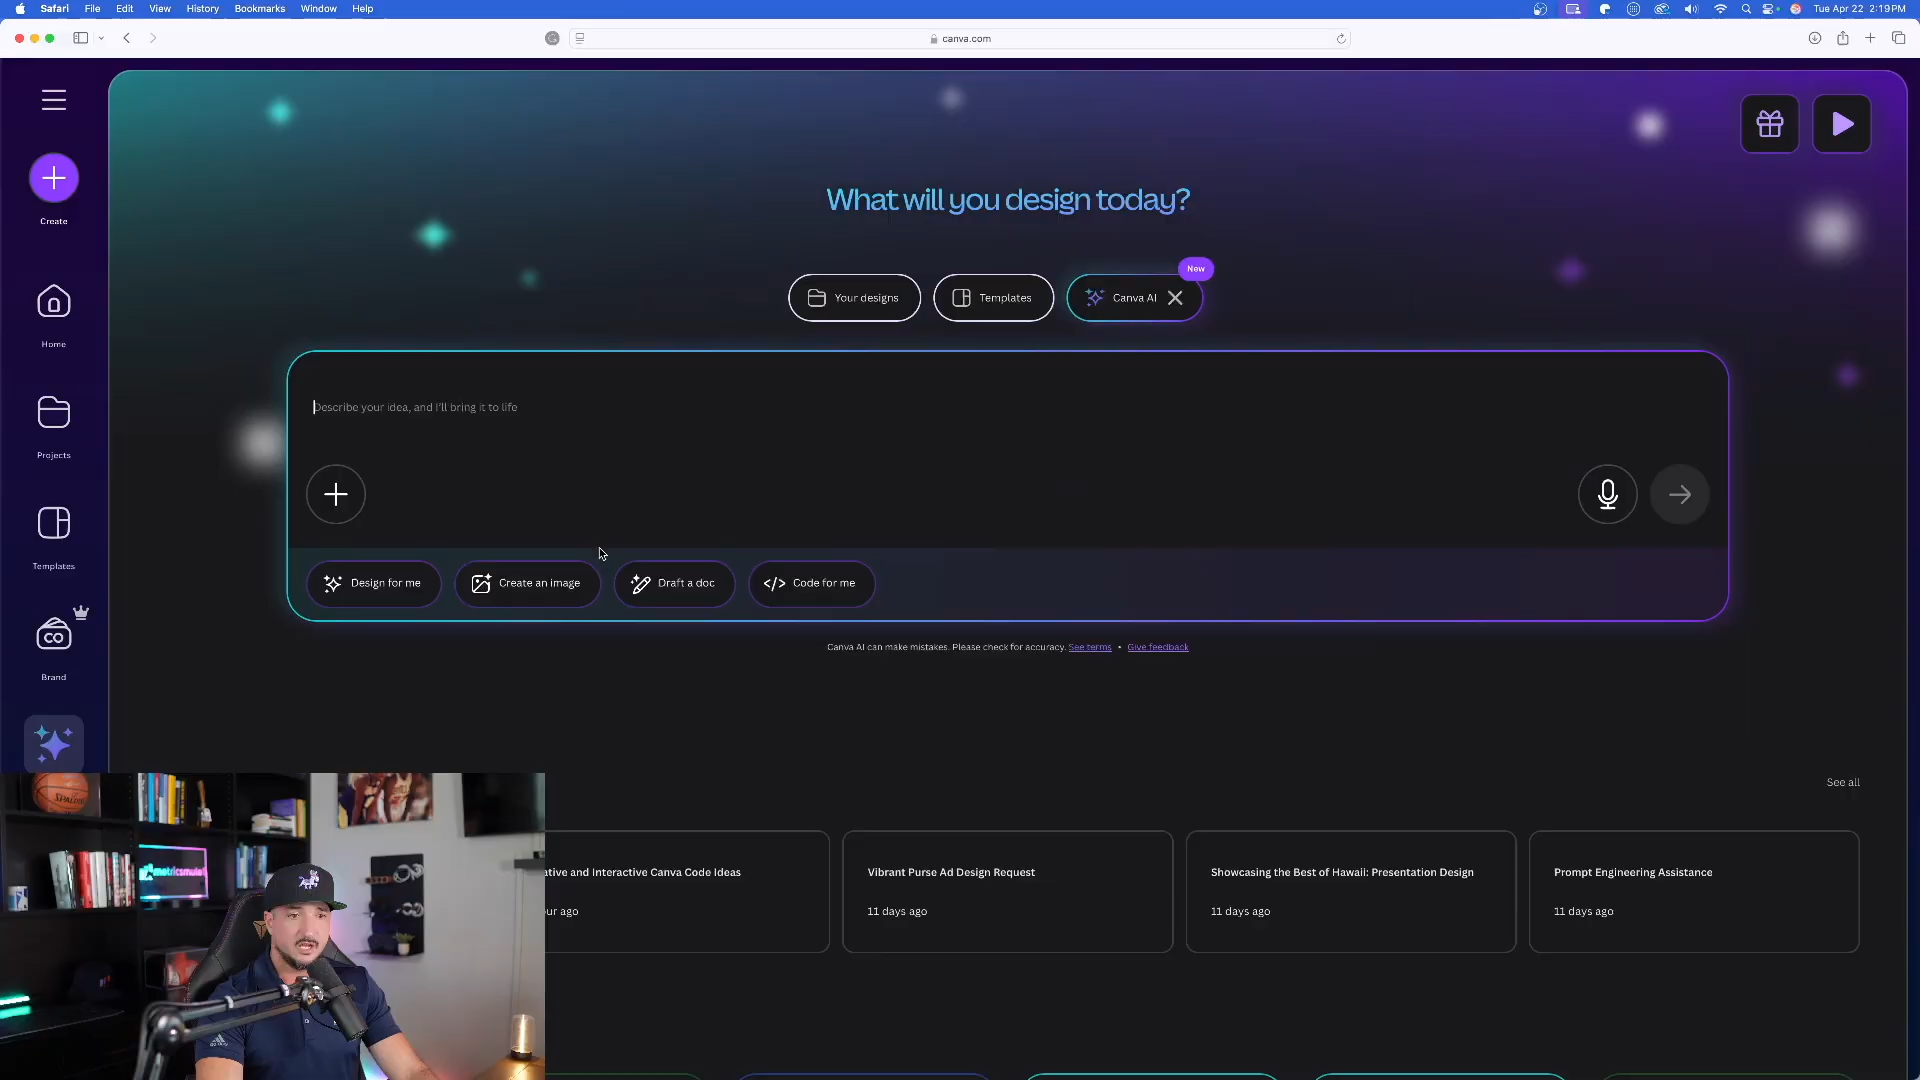 Safari File Edit View History Bookmarks Window Help Tue Apr 22 2:19PM
canva.com
What will you design today?
New
Your designs Templates Canva AI
Create
Home
Describe your idea, and I'll bring it to life
Projects
Templates
Design for me Create an image Draft a doc Code for me
Canva AI can make mistakes. Please check for accuracy. See terms • Give feedback
CO
Brand
See all
SPALDING
ative and Interactive Canva Code Ideas
ur ago
Vibrant Purse Ad Design Request
11 days ago
Showcasing the Best of Hawaii: Presentation Design
11 days ago
Prompt Engineering Assistance
11 days ago
metricsmule
adidas